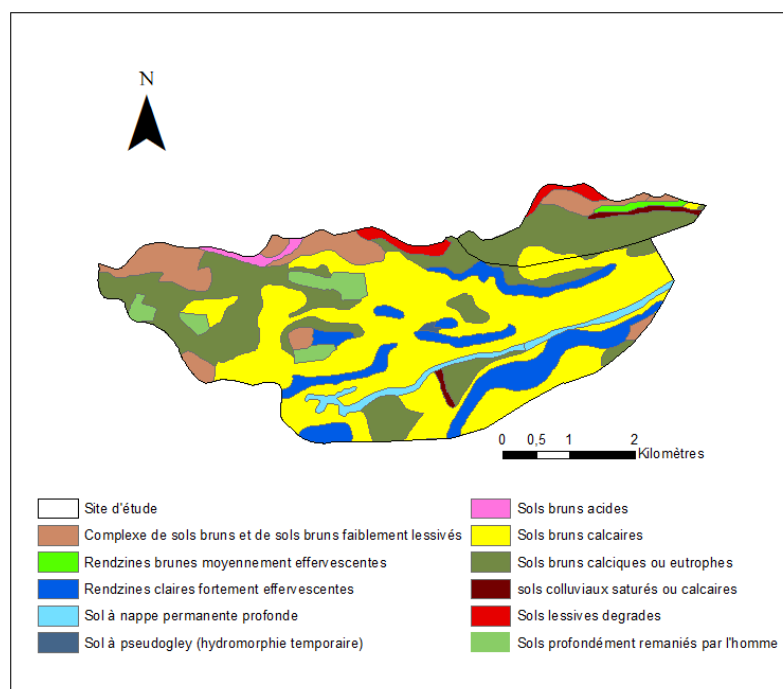 N
0 0,5 1 2
Kilomètres
Site d'étude
Complexe de sols bruns et de sols bruns faiblement lessivés
Rendzines brunes moyennement effervescentes
Rendzines claires fortement effervescentes
Sol à nappe permanente profonde
Sol à pseudogley (hydromorphie temporaire)
Sols bruns acides
Sols bruns calcaires
Sols bruns calciques ou eutrophes
sols colluviaux saturés ou calcaires
Sols lessives degrades
Sols profondément remaniés par l'homme